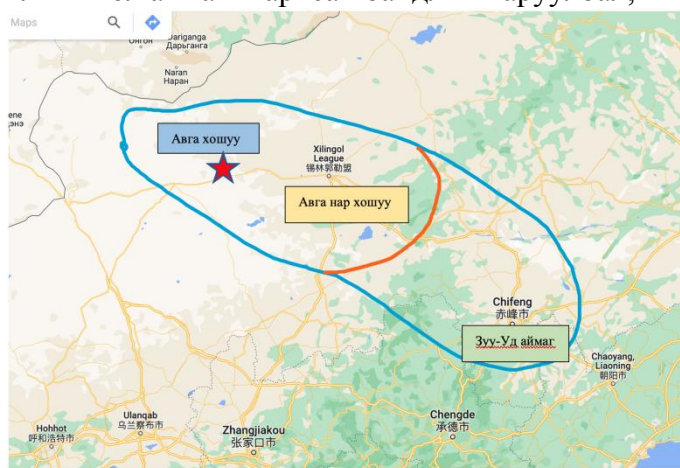 Maps
Дariganga
Дарьганга
Naran
Наран
Авга хошуу
Xilingol
League
锡林郭勒盟
Авга нар хошуу
Chifeng
赤峰市
Зуу-Уд аймаг
Chaoyang,
Liaoning
朝阳市
Ulanqab
乌兰察布市
Hohhot
呼和浩特市
Zhangjiakou
张家口市
Chengde
承德市